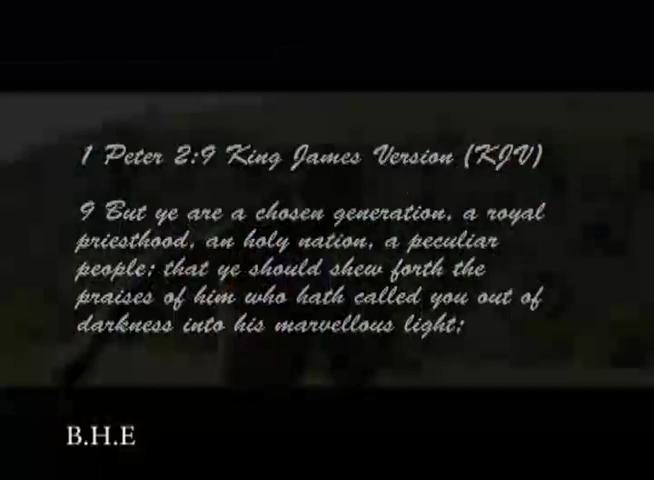 1 Peter 2:9 King James Version (KJV)
9 But ye are a chosen generation, a royal
priesthood, an holy nation, a peculiar
people; that ye should shew forth the
praises of him who hath called you out of
darkness into his marvellous light;
B.H.E